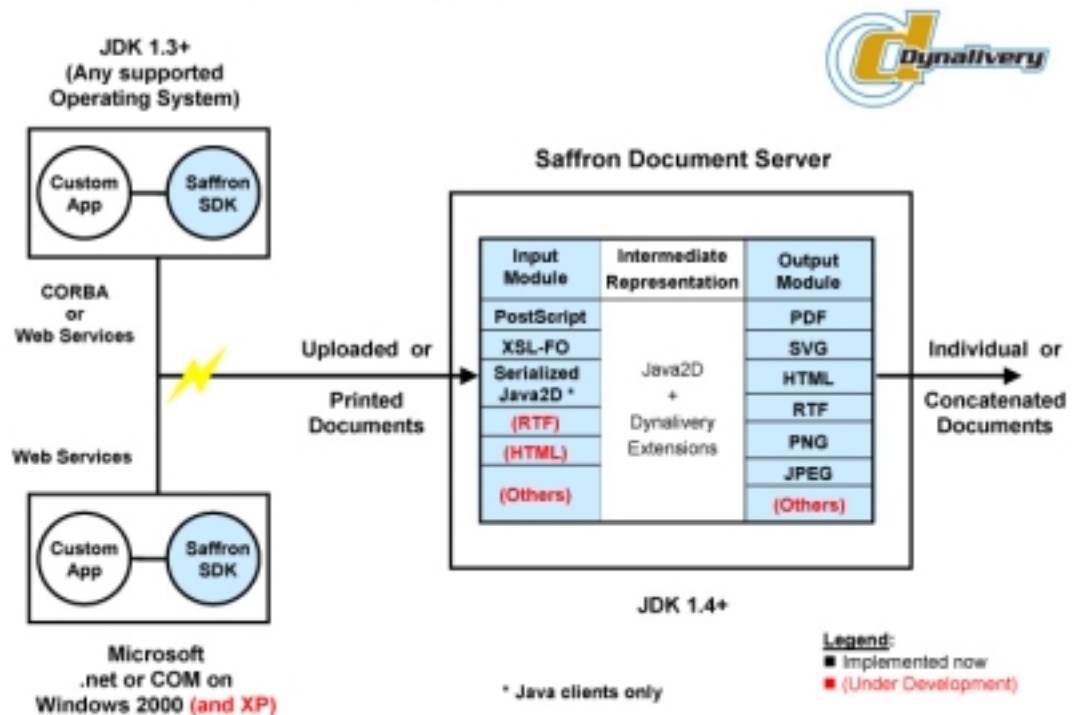 JDK 1.3+
(Any supported
Operating System)
Dynalivery
Custom
App
Saffron
SDK
Saffron Document Server
CORBA
or
Web Services
Uploaded or
Printed
Documents
Web Services
Input
Module
Intermediate
Representation
Output
Module
PostScript
XSL-FO
Serialized
Java2D *
(RTF)
(HTML)
(Others)
Java2D
+
Dynalivery
Extensions
PDF
SVG
HTML
RTF
PNG
JPEG
(Others)
Individual or
Concatenated
Documents
Custom
App
Saffron
SDK
JDK 1.4+
Microsoft
.net or COM on
Windows 2000 (and XP)
* Java clients only
Legend:
Implemented now
(Under Development)